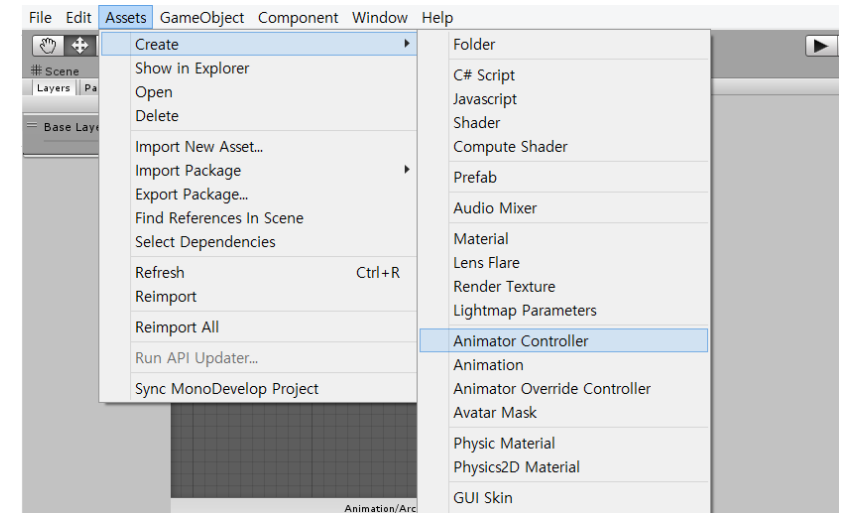 File Edit Assets GameObject Component Window Help
# Scene
Layers Pa
Base Laye
Create
Show in Explorer
Open
Delete
Import New Asset...
Import Package
Export Package...
Find References In Scene
Select Dependencies
Refresh Ctrl+R
Reimport
Reimport All
Run API Updater...
Sync MonoDevelop Project
Folder
C# Script
Javascript
Shader
Compute Shader
Prefab
Audio Mixer
Material
Lens Flare
Render Texture
Lightmap Parameters
Animator Controller
Animation
Animator Override Controller
Avatar Mask
Physic Material
Physics2D Material
GUI Skin
Animation/Arc